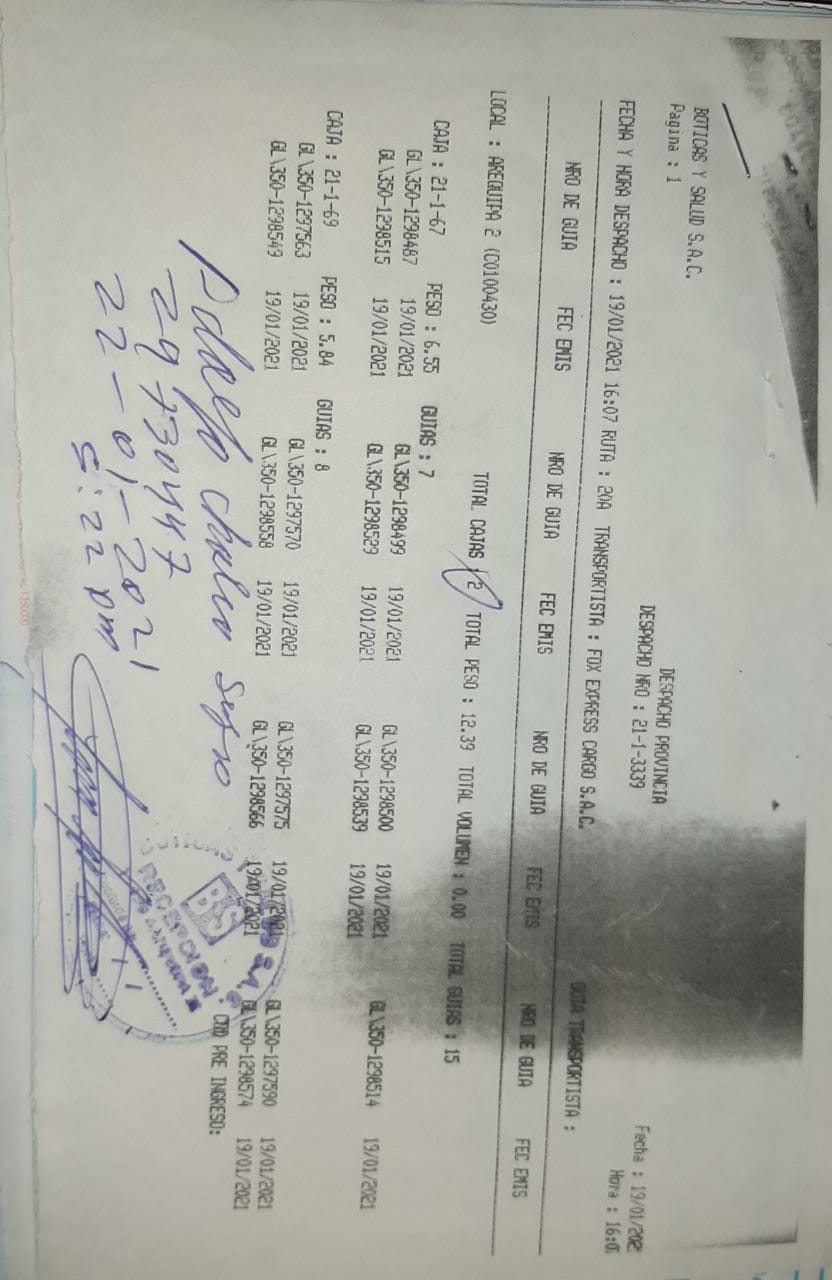 BOTICAS Y SALUD S.A.C.
Pagina : 1
DESPACHO PROVINCIA
DESPACHO NRO : 21-1-3339
Fecha : 19/01/202
Hora : 16:0
FECHA Y HORA DESPACHO : 19/01/2021 16:07 RUTA : 20A TRANSPORTISTA : FOX EXPRESS CARGO S.A.C. GUIA TRANSPORTISTA :
NRO DE GUIA FEC EMIS NRO DE GUIA FEC EMIS NRO DE GUIA FEC EMIS NRO DE GUIA FEC EMIS
LOCAL : AREQUIPA 2 (C0100430) TOTAL CAJAS : 2 TOTAL PESO : 12.39 TOTAL VOLUMEN : 0.00 TOTAL GUIAS : 15
CAJA : 21-1-67 PESO : 6.55 GUIAS : 7
GL\350-1298487 19/01/2021 GL\350-1298499 19/01/2021 GL\350-1298500 19/01/2021 GL\350-1298514 19/01/2021
GL\350-1298515 19/01/2021 GL\350-1298529 19/01/2021 GL\350-1298539 19/01/2021
CAJA : 21-1-69 PESO : 5.84 GUIAS : 8
GL\350-1297563 19/01/2021 GL\350-1297570 19/01/2021 GL\350-1297575 19/01/2021 GL\350-1297590 19/01/2021
GL\350-1298549 19/01/2021 GL\350-1298558 19/01/2021 GL\350-1298566 19/01/2021 GL\350-1298574 19/01/2021
CTD PRE INGRESO:
29730447
22-01-2021
5:22 pm
BOTICAS
BS
RECEPCION